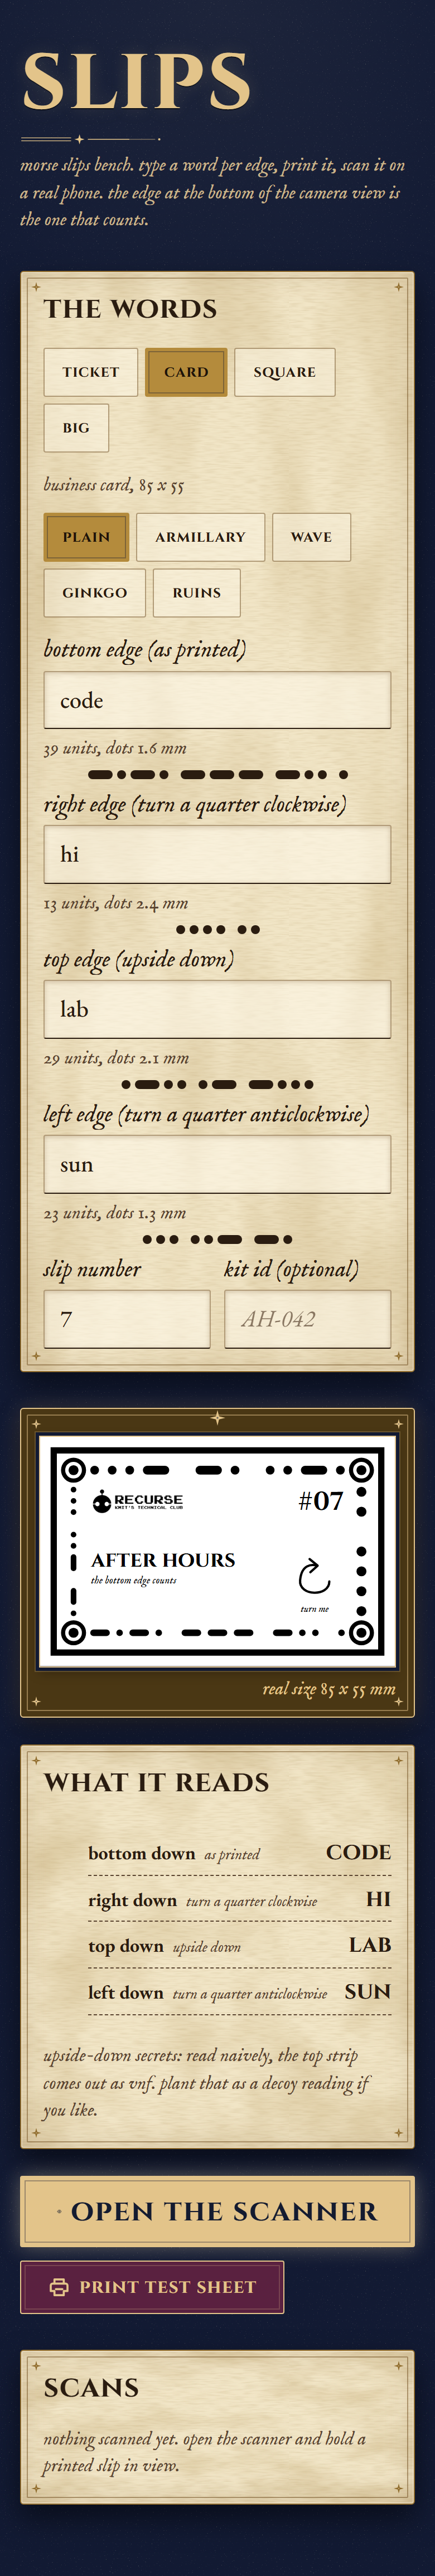 SLIPS
morse slips bench. type a word per edge, print it, scan it on
a real phone. the edge at the bottom of the camera view is
the one that counts.
THE WORDS
TICKET CARD SQUARE
BIG
business card, 85 x 55
PLAIN ARMILLARY WAVE
GINKGO RUINS
bottom edge (as printed)
code
39 units, dots 1.6 mm
right edge (turn a quarter clockwise)
hi
13 units, dots 2.4 mm
top edge (upside down)
lab
29 units, dots 2.1 mm
left edge (turn a quarter anticlockwise)
sun
23 units, dots 1.3 mm
slip number kit id (optional)
7 AH-042
RECURSE
KMIT'S TECHNICAL CLUB
#07
AFTER HOURS
the bottom edge counts
turn me
real size 85 x 55 mm
WHAT IT READS
bottom down as printed CODE
right down turn a quarter clockwise HI
top down upside down LAB
left down turn a quarter anticlockwise SUN
upside-down secrets: read naively, the top strip
comes out as vnf. plant that as a decoy reading if
you like.
OPEN THE SCANNER
PRINT TEST SHEET
SCANS
nothing scanned yet. open the scanner and hold a
printed slip in view.